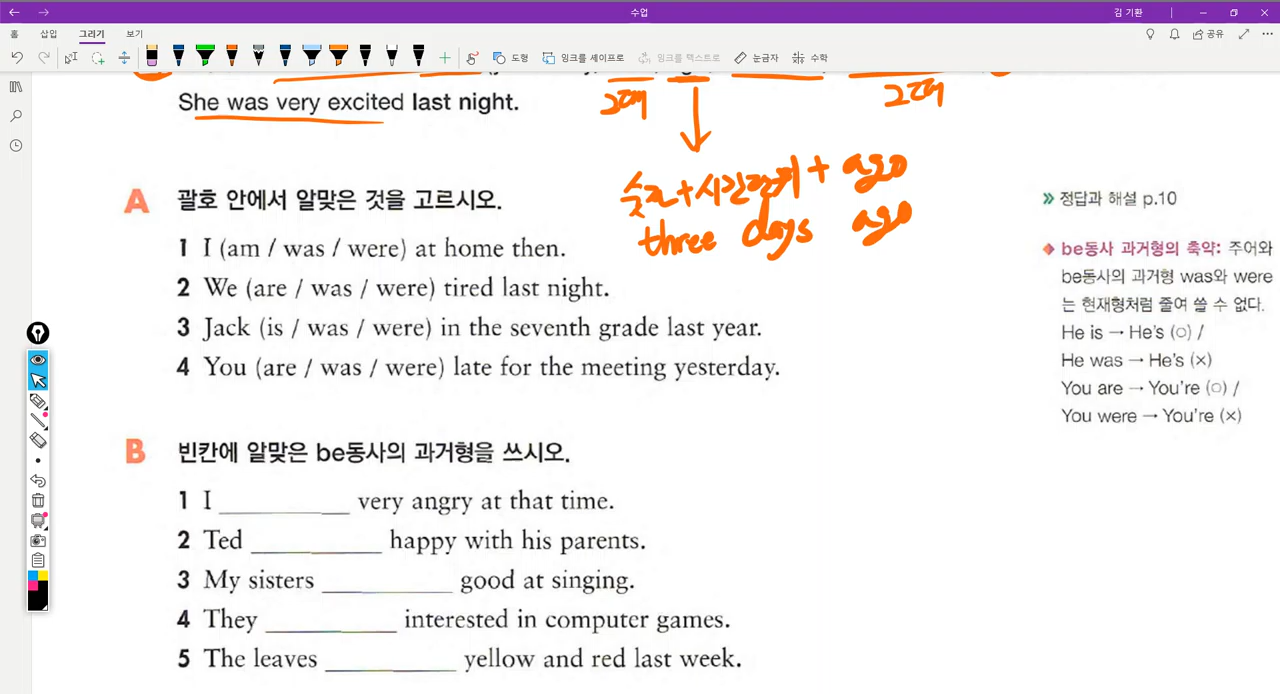 수업
김 기환
홈 삽입 그리기 보기
공유
도형 잉크를 셰이프로 잉크를 텍스트로 눈금자 수학
2때 2때
She was very excited last night.
숫자+시간단위+ ago
three days ago
A 괄호 안에서 알맞은 것을 고르시오.
1 I (am / was / were) at home then.
2 We (are / was / were) tired last night.
3 Jack (is / was / were) in the seventh grade last year.
4 You (are / was / were) late for the meeting yesterday.
정답과 해설 p.10
be동사 과거형의 축약: 주어와
be동사의 과거형 was와 were
는 현재형처럼 줄여 쓸 수 없다.
He is → He's (○) /
He was → He's (×)
You are → You're (○) /
You were → You're (×)
B 빈칸에 알맞은 be동사의 과거형을 쓰시오.
1 I __________ very angry at that time.
2 Ted __________ happy with his parents.
3 My sisters __________ good at singing.
4 They __________ interested in computer games.
5 The leaves __________ yellow and red last week.